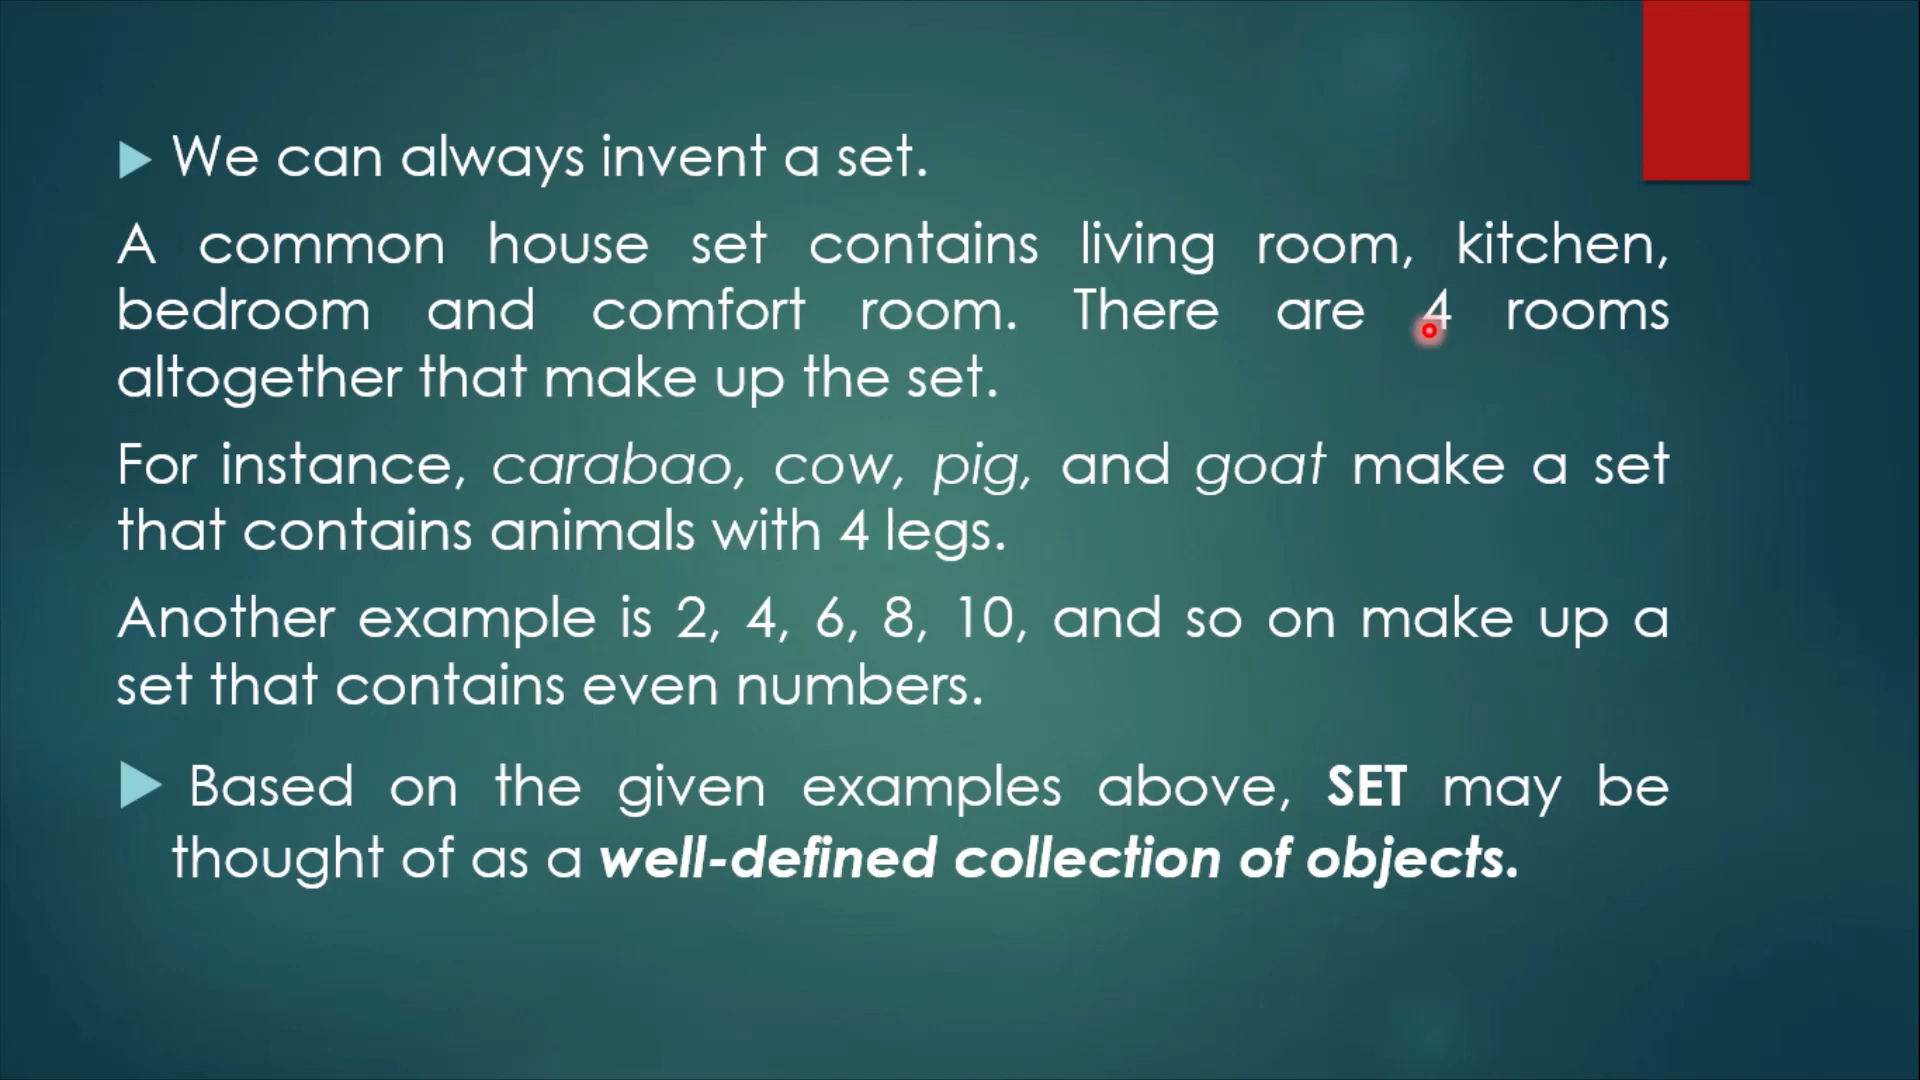 We can always invent a set.
A common house set contains living room, kitchen,
bedroom and comfort room. There are 4 rooms
altogether that make up the set.
For instance, carabao, cow, pig, and goat make a set
that contains animals with 4 legs.
Another example is 2, 4, 6, 8, 10, and so on make up a
set that contains even numbers.
Based on the given examples above, SET may be
thought of as a well-defined collection of objects.